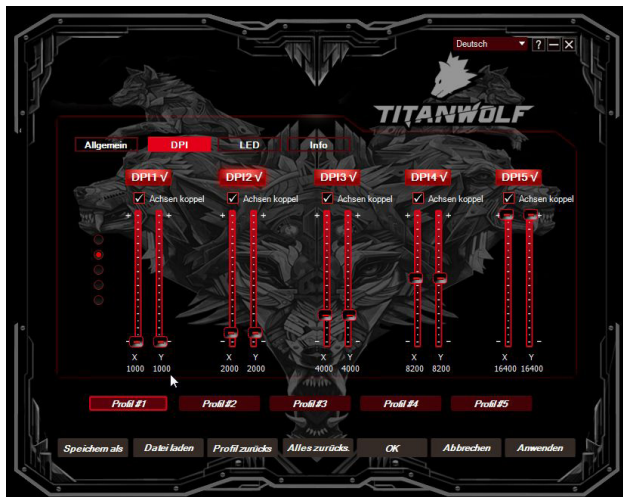 Deutsch ? — X
TITANWOLF
Allgemein DPI LED Info
DPI1 √ DPI2 √ DPI3 √ DPI4 √ DPI5 √
Achsen koppel Achsen koppel Achsen koppel Achsen koppel Achsen koppel
X Y X Y X Y X Y X Y
1000 1000 2000 2000 4000 4000 8200 8200 16400 16400
Profil #1 Profil #2 Profil #3 Profil #4 Profil #5
Speichern als Datei laden Profil zurücks Alles zurücks. OK Abbrechen Anwenden